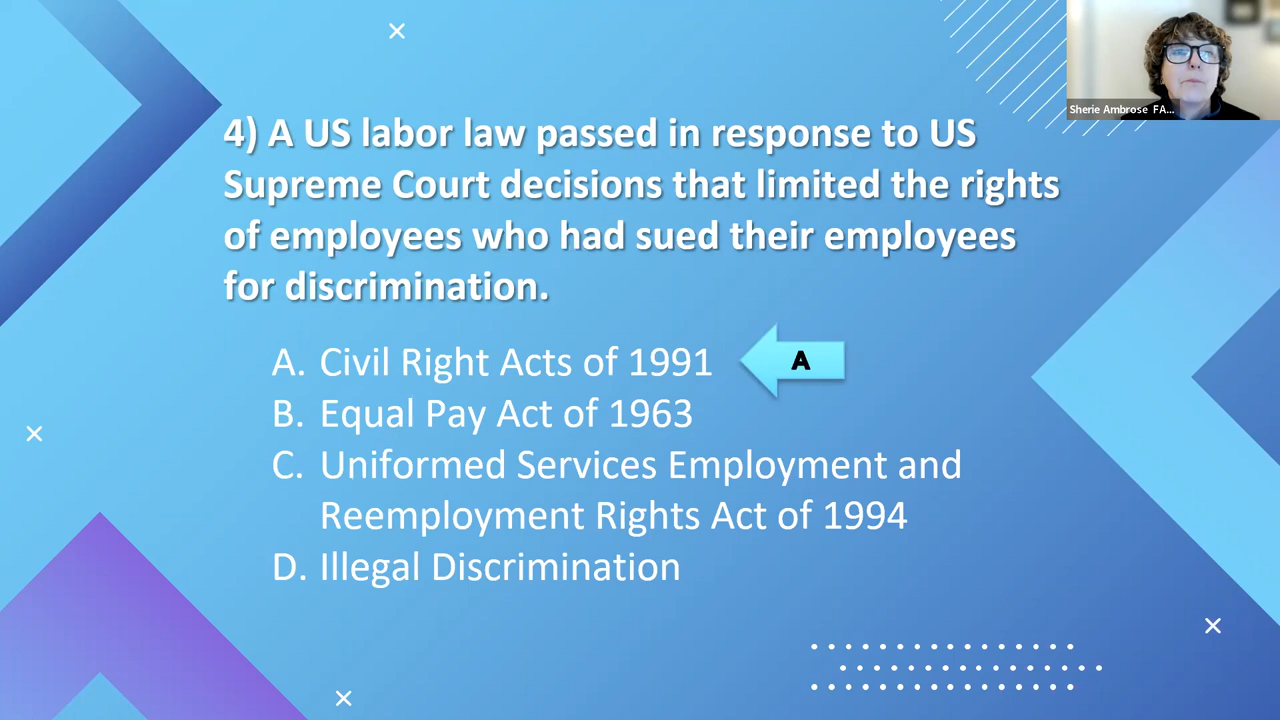 Sherie Ambrose FA...
4) A US labor law passed in response to US
Supreme Court decisions that limited the rights
of employees who had sued their employees
for discrimination.
A. Civil Right Acts of 1991
A
B. Equal Pay Act of 1963
C. Uniformed Services Employment and
Reemployment Rights Act of 1994
D. Illegal Discrimination